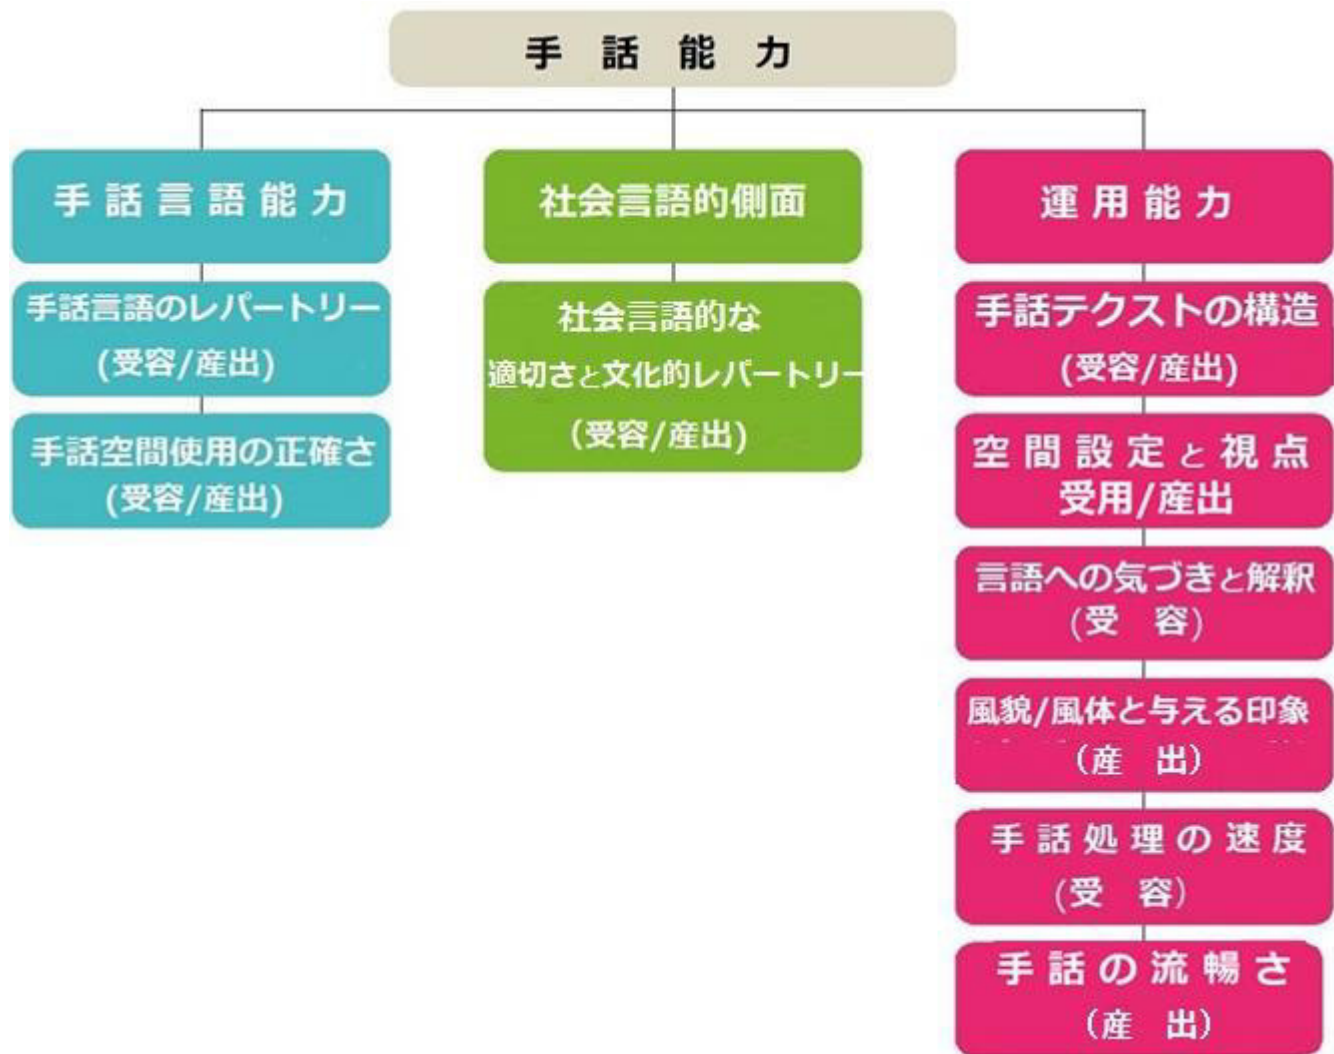 手話能力
手話言語能力
手話言語のレパートリー
(受容/産出)
手話空間使用の正確さ
(受容/産出)
社会言語的側面
社会言語的な
適切さと文化的レパートリー
(受容/産出)
運用能力
手話テクストの構造
(受容/産出)
空間設定と視点
受用/産出
言語への気づきと解釈
(受 容)
風貌/風体と与える印象
(産 出)
手話処理の速度
(受 容)
手話の流暢さ
(産 出)